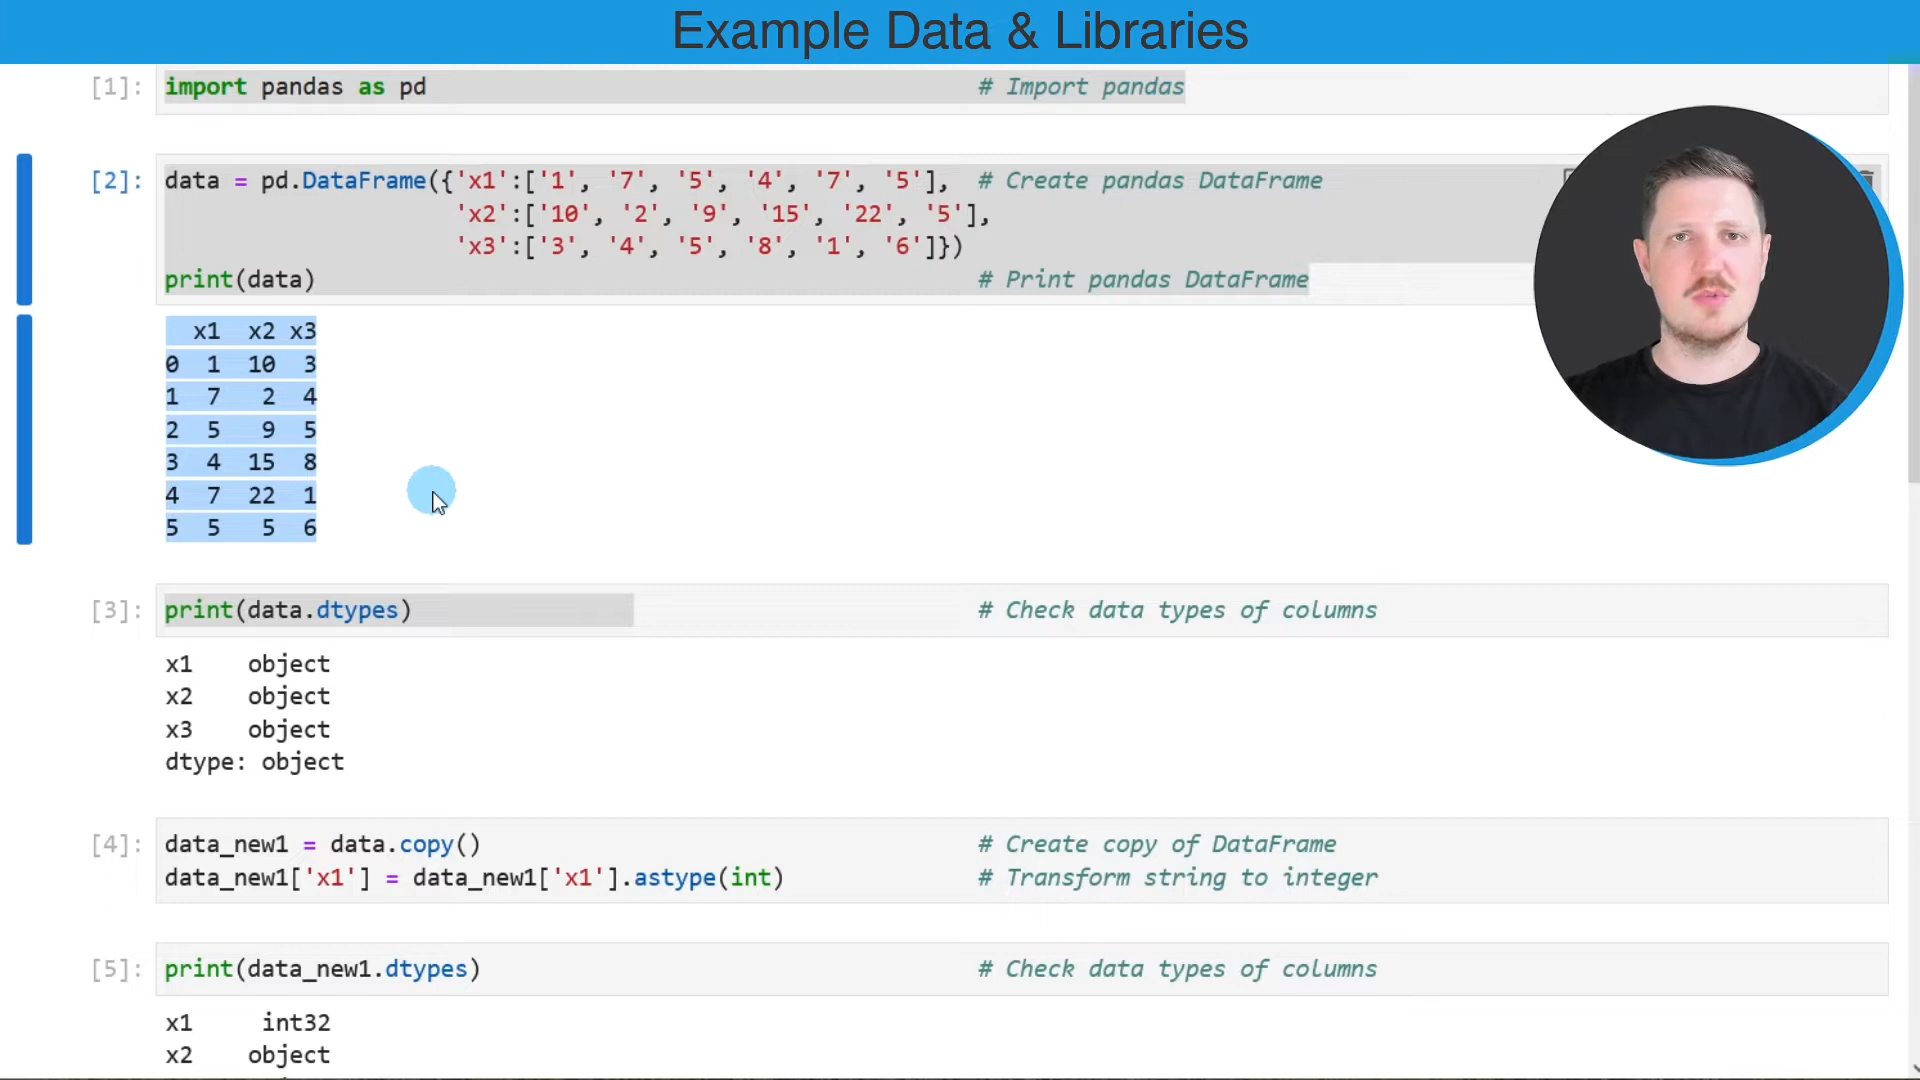 Example Data & Libraries
[1]: import pandas as pd # Import pandas
[2]: data = pd.DataFrame({'x1':['1', '7', '5', '4', '7', '5'], # Create pandas DataFrame
'x2':['10', '2', '9', '15', '22', '5'],
'x3':['3', '4', '5', '8', '1', '6']})
print(data) # Print pandas DataFrame
x1 x2 x3
0 1 10 3
1 7 2 4
2 5 9 5
3 4 15 8
4 7 22 1
5 5 5 6
[3]: print(data.dtypes) # Check data types of columns
x1 object
x2 object
x3 object
dtype: object
[4]: data_new1 = data.copy() # Create copy of DataFrame
data_new1['x1'] = data_new1['x1'].astype(int) # Transform string to integer
[5]: print(data_new1.dtypes) # Check data types of columns
x1 int32
x2 object